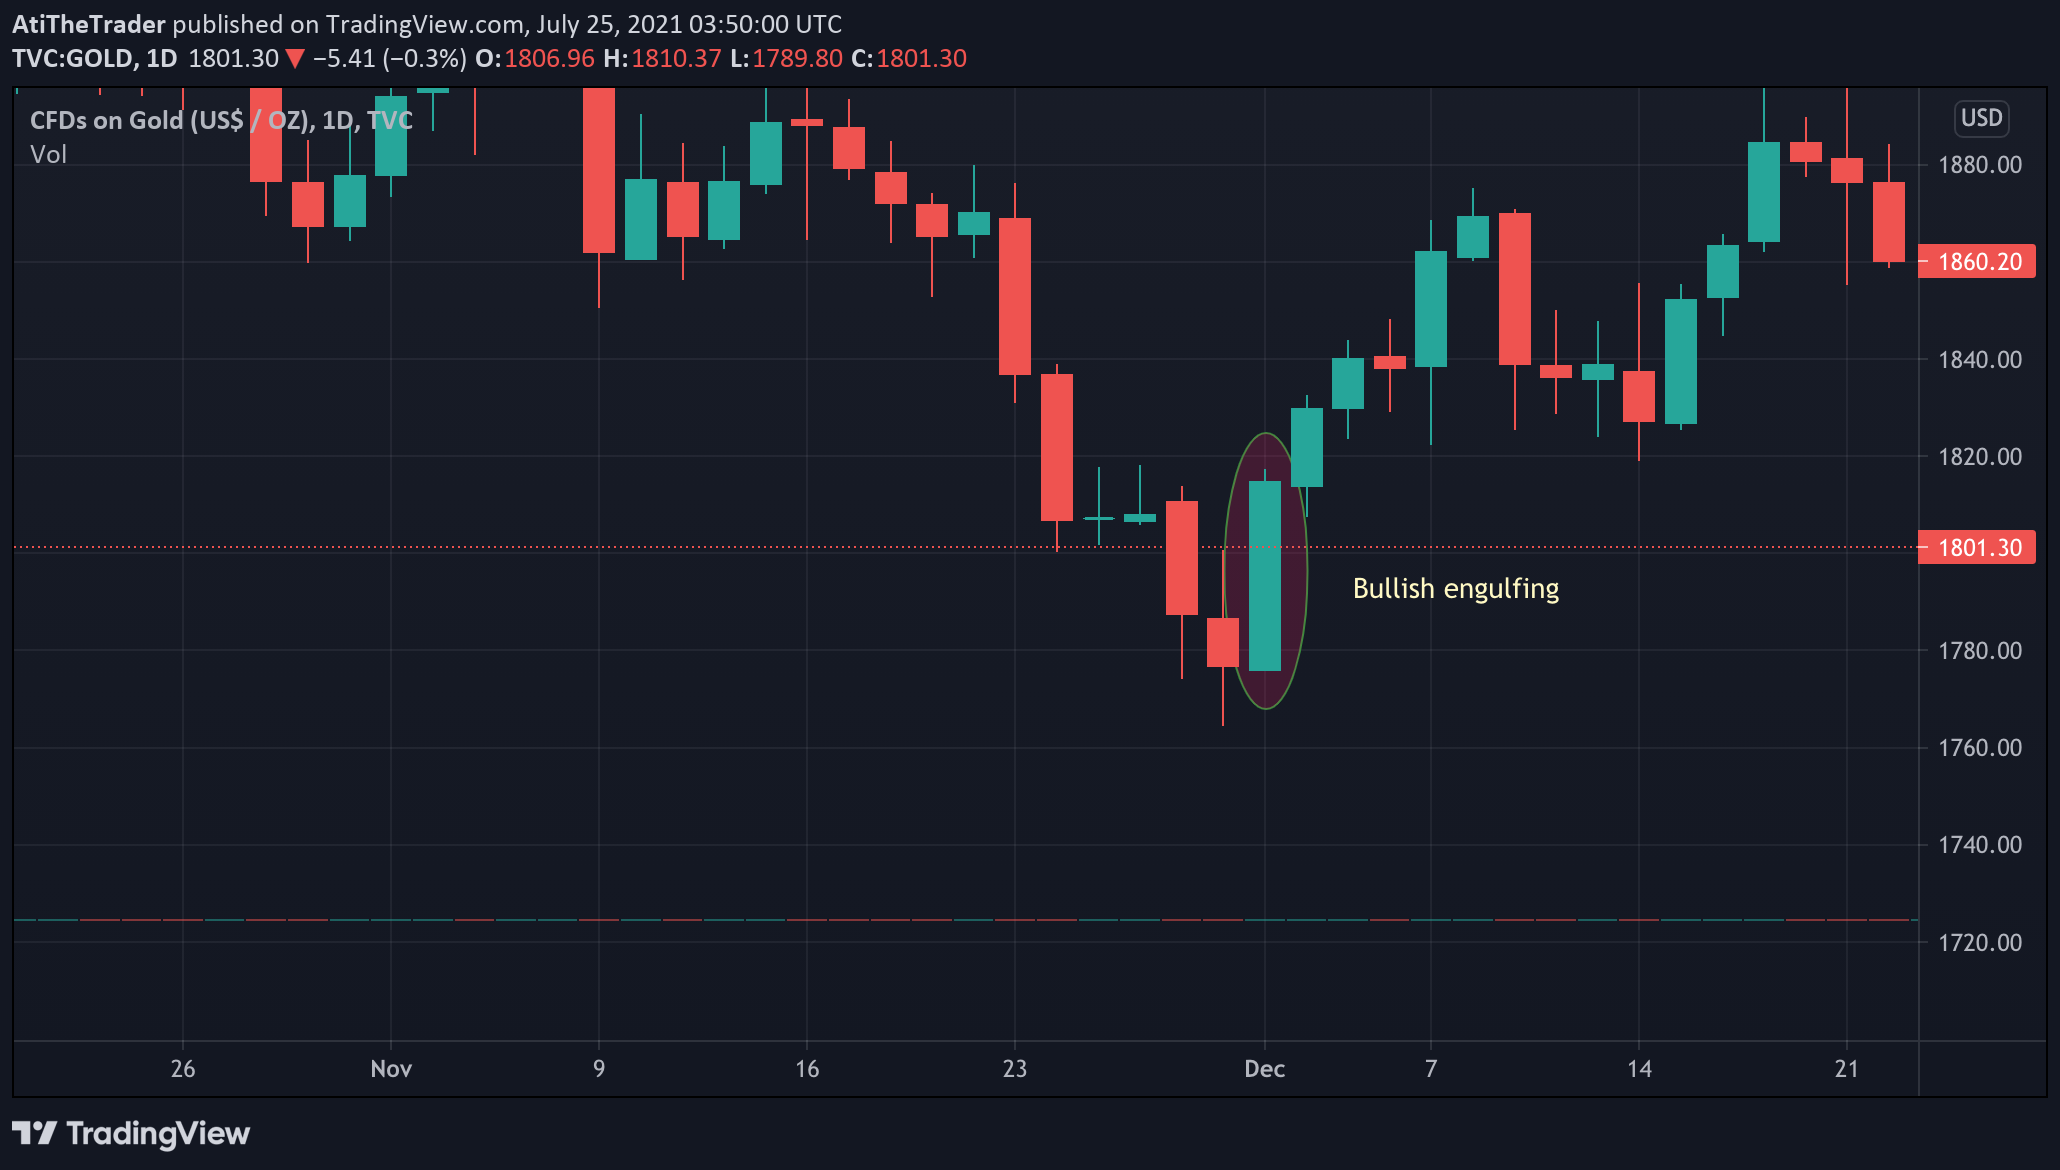 AtiTheTrader published on TradingView.com, July 25, 2021 03:50:00 UTC
TVC:GOLD, 1D 1801.30 ▼ −5.41 (−0.3%) O:1806.96 H:1810.37 L:1789.80 C:1801.30
CFDs on Gold (US$ / OZ), 1D, TVC
Vol
USD
1880.00
1860.20
1840.00
1820.00
1801.30
Bullish engulfing
1780.00
1760.00
1740.00
1720.00
26 Nov 9 16 23 Dec 7 14 21
TradingView